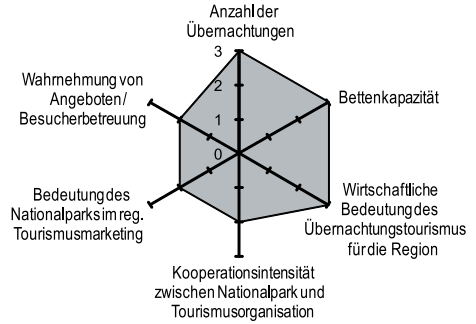 Anzahl der
Übernachtungen
3
2
1
0
Bettenkapazität
Wirtschaftliche
Bedeutung des
Übernachtungstourismus
für die Region
Kooperationsintensität
zwischen Nationalpark und
Tourismusorganisation
Bedeutung des
Nationalparks im reg.
Tourismusmarketing
Wahrnehmung von
Angeboten /
Besucherbetreuung